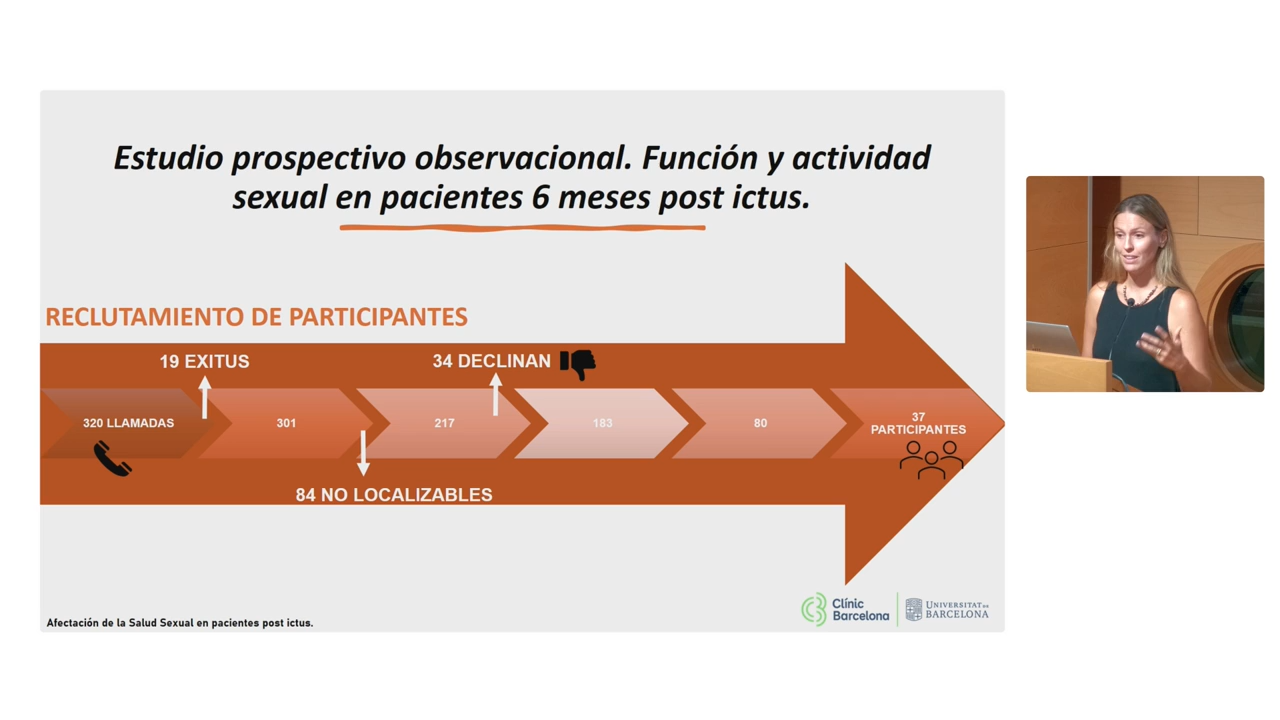 Estudio prospectivo observacional. Función y actividad
sexual en pacientes 6 meses post ictus.
RECLUTAMIENTO DE PARTICIPANTES
19 EXITUS
34 DECLINAN
320 LLAMADAS
301
217
183
80
37
PARTICIPANTES
84 NO LOCALIZABLES
Afectación de la Salud Sexual en pacientes post ictus.
Clínic
Barcelona
UNIVERSITAT DE
BARCELONA